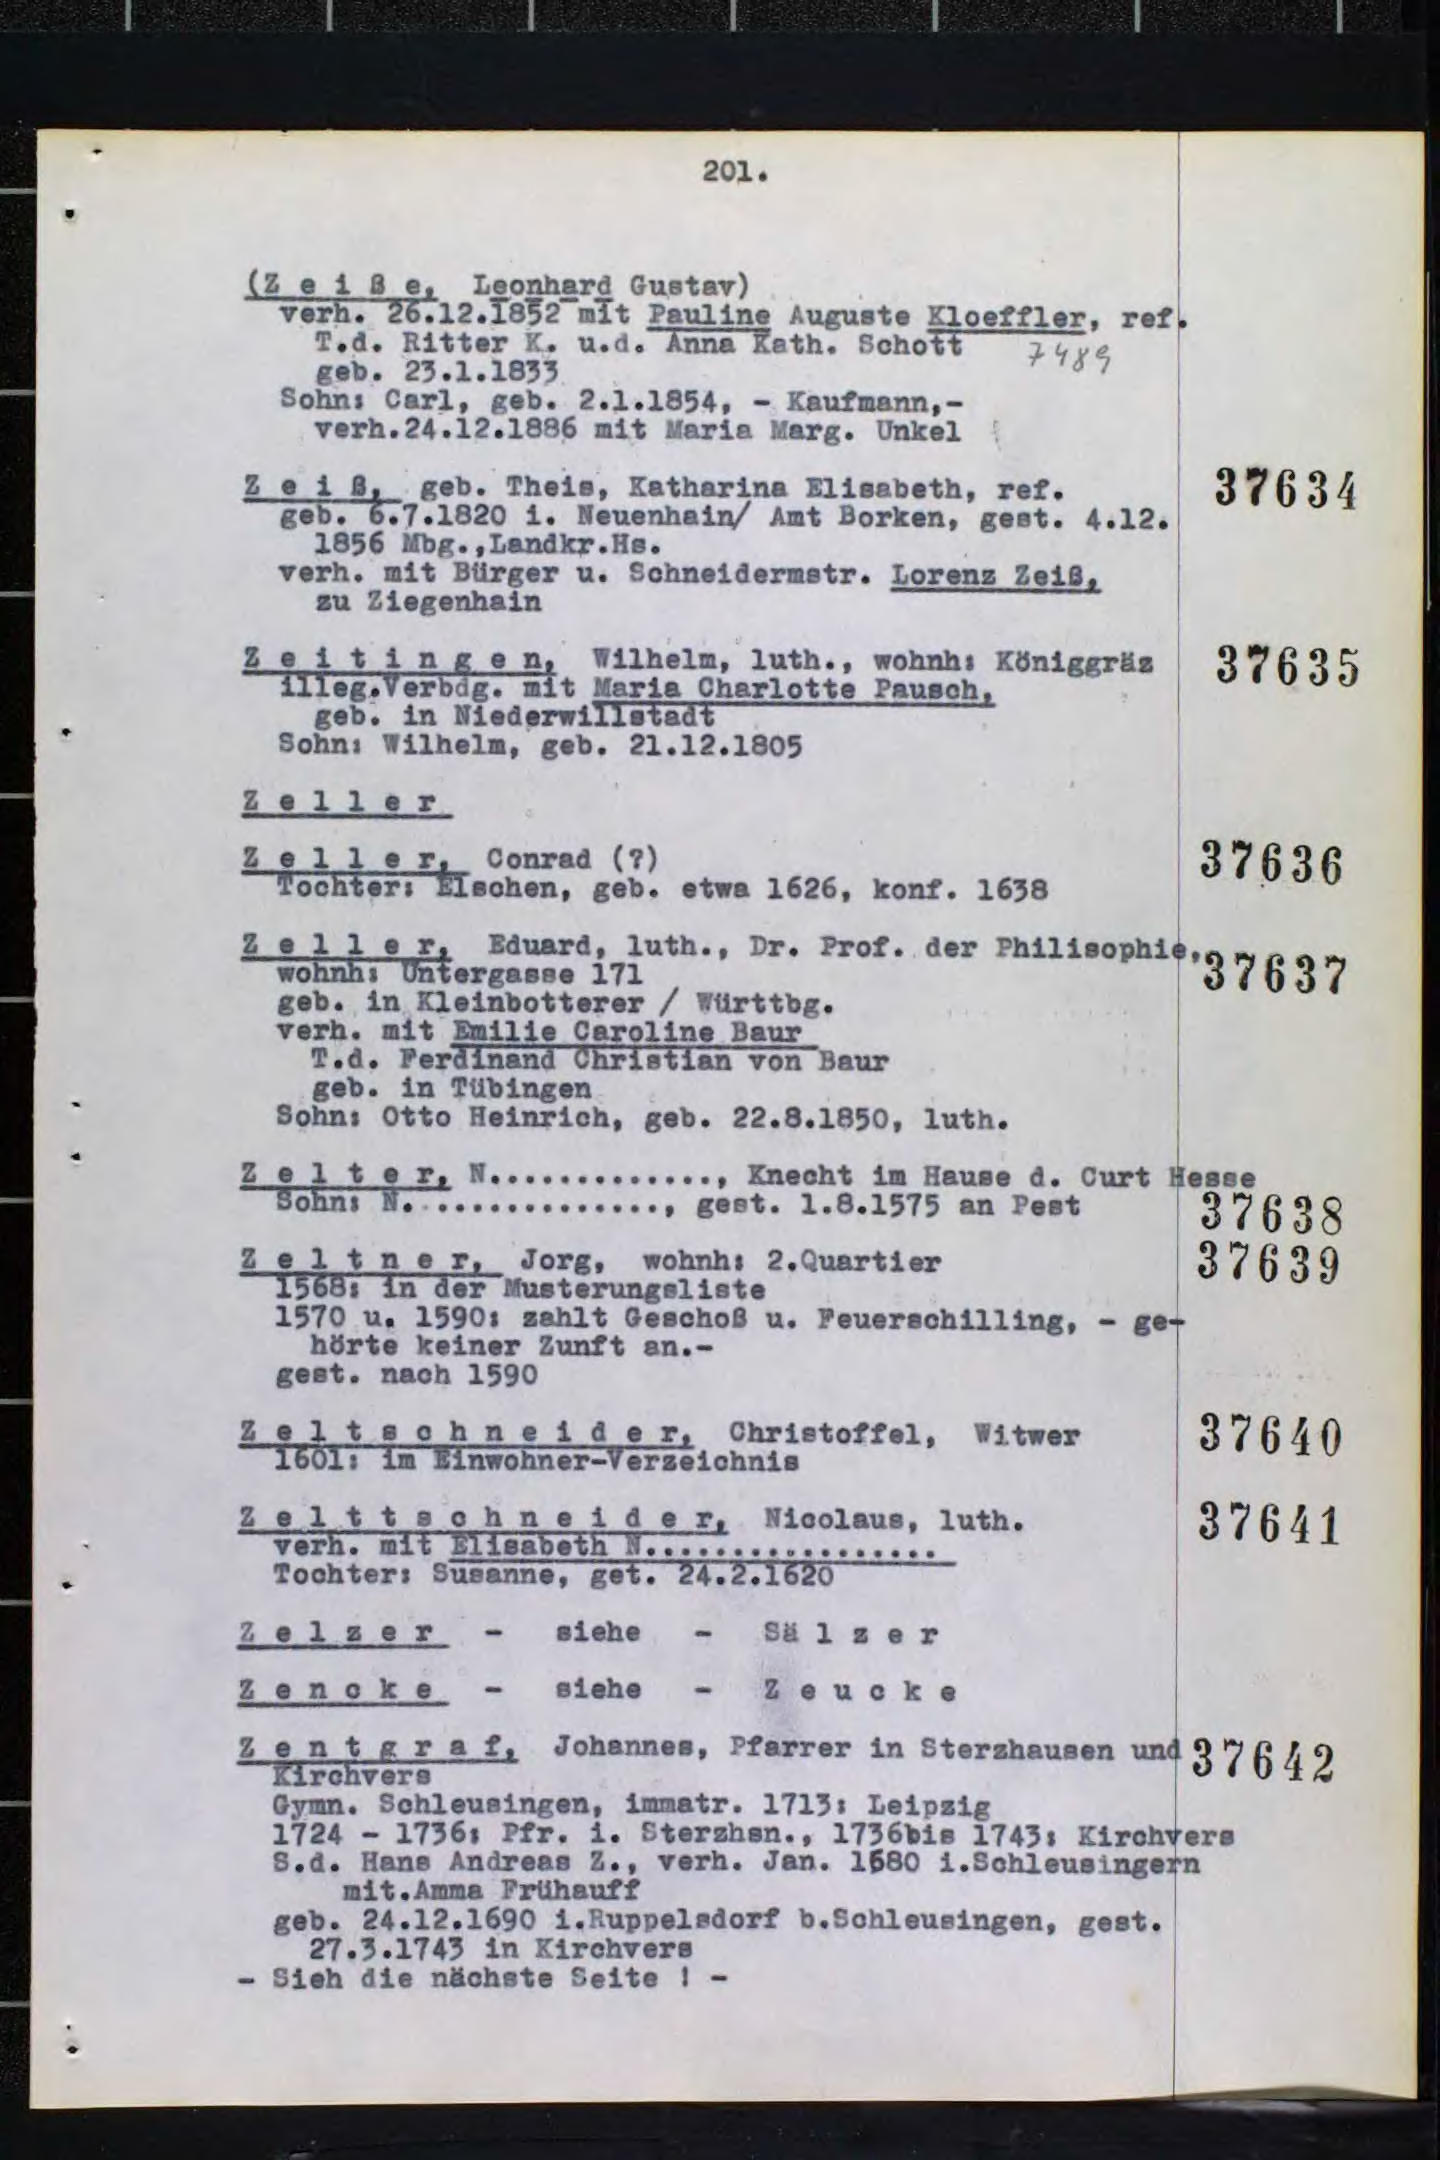 201.
(Z e i ß e, Leonhard Gustav)
verh. 26.12.1852 mit Pauline Auguste Kloeffler, ref.
T.d. Ritter K. u.d. Anna Kath. Schott 7489
geb. 23.1.1833
Sohn: Carl, geb. 2.1.1854, - Kaufmann,-
verh.24.12.1886 mit Maria Marg. Unkel
Z e i ß, geb. Theis, Katharina Elisabeth, ref. 37634
geb. 6.7.1820 i. Neuenhain/ Amt Borken, gest. 4.12.
1856 Mbg.,Landkr.Hs.
verh. mit Bürger u. Schneidermstr. Lorenz Zeiß,
zu Ziegenhain
Z e i t i n g e n, Wilhelm, luth., wohnh: Königgräz 37635
illeg.Verbdg. mit Maria Charlotte Pausch,
geb. in Niederwillstadt
Sohn: Wilhelm, geb. 21.12.1805
Z e l l e r
Z e l l e r, Conrad (?) 37636
Tochter: Elschen, geb. etwa 1626, konf. 1638
Z e l l e r, Eduard, luth., Dr. Prof. der Philisophie, 37637
wohnh: Untergasse 171
geb. in Kleinbotterer / Württbg.
verh. mit Emilie Caroline Baur
T.d. Ferdinand Christian von Baur
geb. in Tübingen
Sohn: Otto Heinrich, geb. 22.8.1850, luth.
Z e l t e r, N.............., Knecht im Hause d. Curt Hesse
Sohn: N..............., gest. 1.8.1575 an Pest 37638
Z e l t n e r, Jorg, wohnh: 2.Quartier 37639
1568: in der Musterungsliste
1570 u. 1590: zahlt Geschoß u. Feuerschilling, - ge-
hörte keiner Zunft an.-
gest. nach 1590
Z e l t s c h n e i d e r, Christoffel, Witwer 37640
1601: im Einwohner-Verzeichnis
Z e l t t s c h n e i d e r, Nicolaus, luth. 37641
verh. mit Elisabeth N.................
Tochter: Susanne, get. 24.2.1620
Z e l z e r - siehe - Sä l z e r
Z e n c k e - siehe - Z e u c k e
Z e n t g r a f, Johannes, Pfarrer in Sterzhausen und 37642
Kirchvers
Gymn. Schleusingen, immatr. 1713: Leipzig
1724 - 1736: Pfr. i. Sterzhsn., 1736bis 1743: Kirchvers
S.d. Hans Andreas Z., verh. Jan. 1680 i.Schleusingern
mit.Amma Frühauff
geb. 24.12.1690 i.Ruppelsdorf b.Schleusingen, gest.
27.3.1743 in Kirchvers
- Sieh die nächste Seite ! -